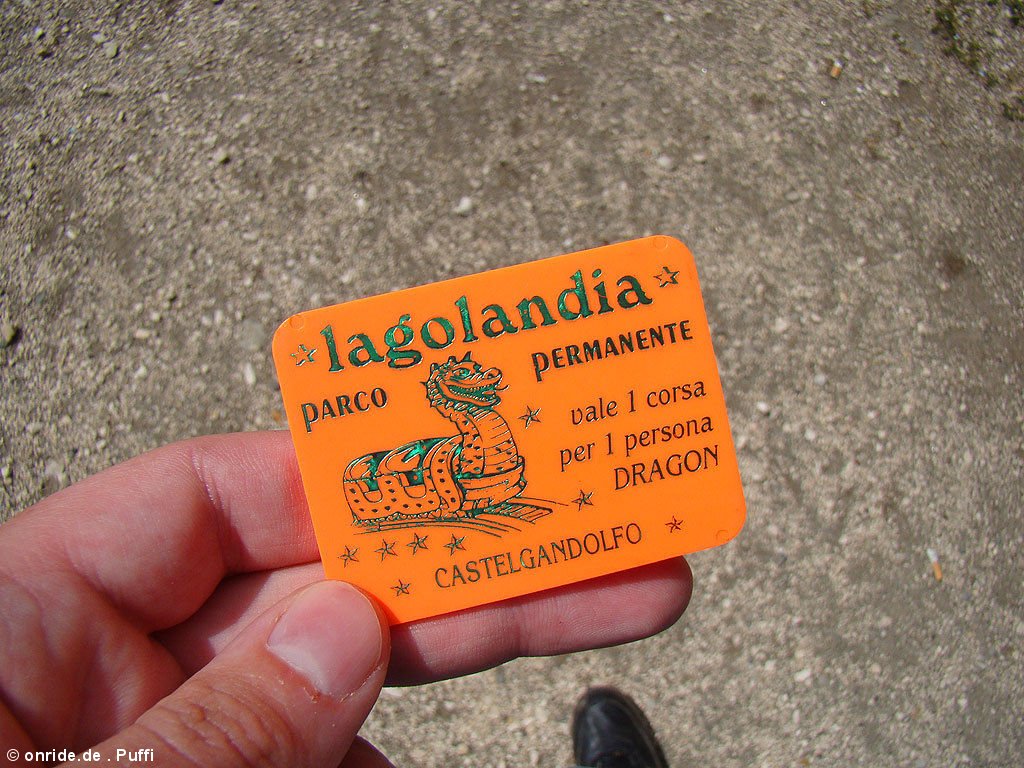 lagolandia
PARCO PERMANENTE
vale 1 corsa
per 1 persona
DRAGON
CASTELGANDOLFO
© onride.de . Puffi